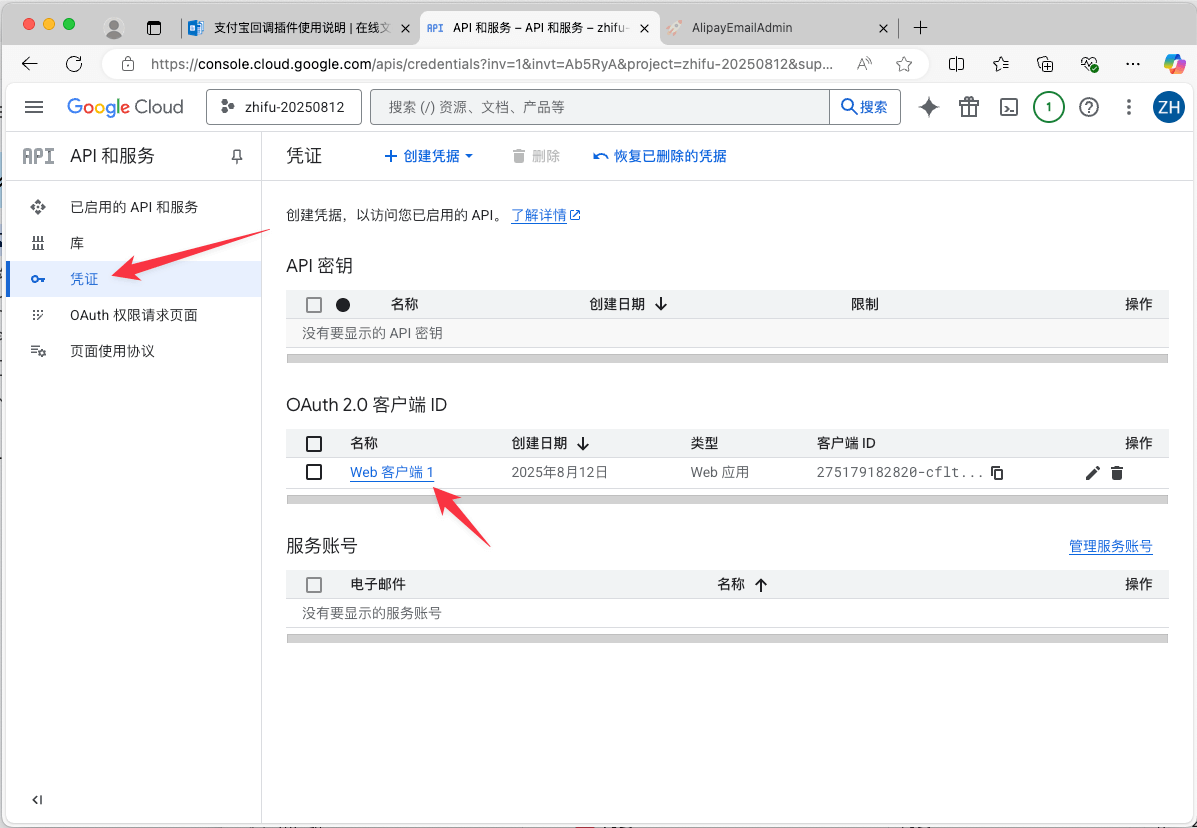 支付宝回调插件使用说明 | 在线文
API API 和服务 – API 和服务 – zhifu-
AlipayEmailAdmin
https://console.cloud.google.com/apis/credentials?inv=1&invt=Ab5RyA&project=zhifu-20250812&sup...
Google Cloud
zhifu-20250812
搜索 (/) 资源、文档、产品等
搜索
1
ZH
API API 和服务
凭证
创建凭据
删除
恢复已删除的凭据
已启用的 API 和服务
库
凭证
OAuth 权限请求页面
页面使用协议
创建凭据，以访问您已启用的 API。 了解详情
API 密钥
名称 创建日期 限制 操作
没有要显示的 API 密钥
OAuth 2.0 客户端 ID
名称 创建日期 类型 客户端 ID 操作
Web 客户端 1 2025年8月12日 Web 应用 275179182820-cflt...
服务账号
管理服务账号
电子邮件 名称 操作
没有要显示的服务账号